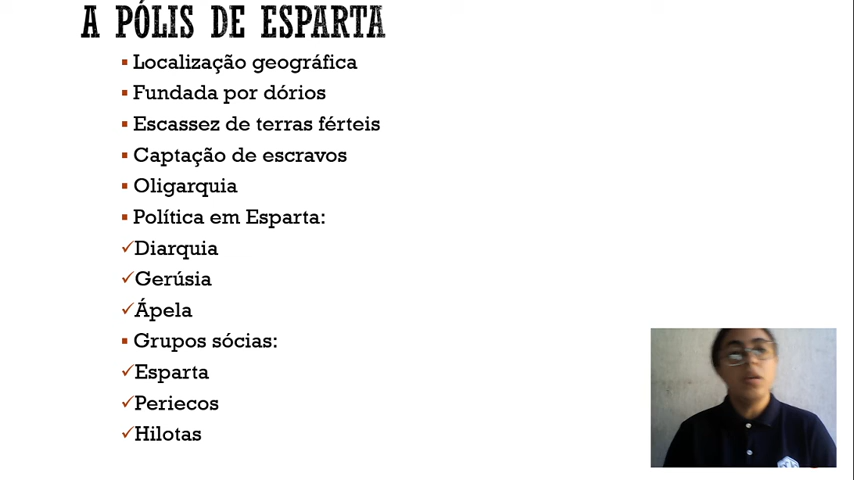 A PÓLIS DE ESPARTA
Localização geográfica
Fundada por dórios
Escassez de terras férteis
Captação de escravos
Oligarquia
Política em Esparta:
Diarquia
Gerúsia
Ápela
Grupos sócias:
Esparta
Periecos
Hilotas